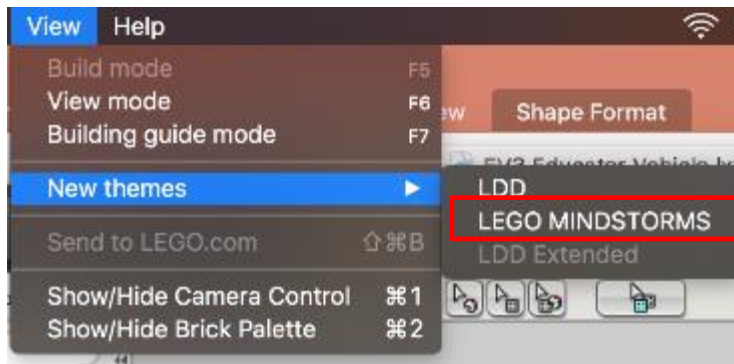 View Help
Build mode F5
View mode F6
Building guide mode F7
New themes
Send to LEGO.com ⇧⌘B
Show/Hide Camera Control ⌘1
Show/Hide Brick Palette ⌘2
Shape Format
LDD
LEGO MINDSTORMS
LDD Extended